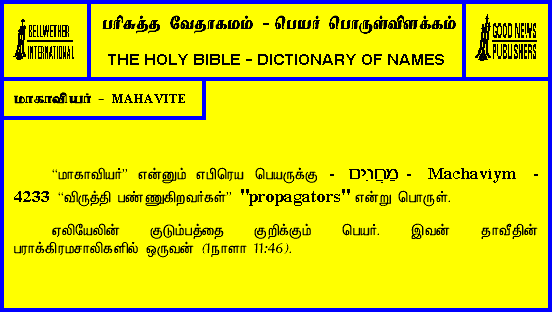 BELLWETHER
INTERNATIONAL
பரிசுத்த வேதாகமம் - பெயர் பொருள்விளக்கம்
THE HOLY BIBLE - DICTIONARY OF NAMES
GOOD NEWS
PUBLISHERS
மாகாவியர் - MAHAVITE
“மாகாவியர்” என்னும் எபிரெய பெயருக்கு - מַחֲוִים - Machaviym -
4233 “விருத்தி பண்ணுகிறவர்கள்” "propagators" என்று பொருள்.
ஏலியேலின் குடும்பத்தை குறிக்கும் பெயர். இவன் தாவீதின்
பராக்கிரமசாலிகளில் ஒருவன் (1நாளா 11:46).